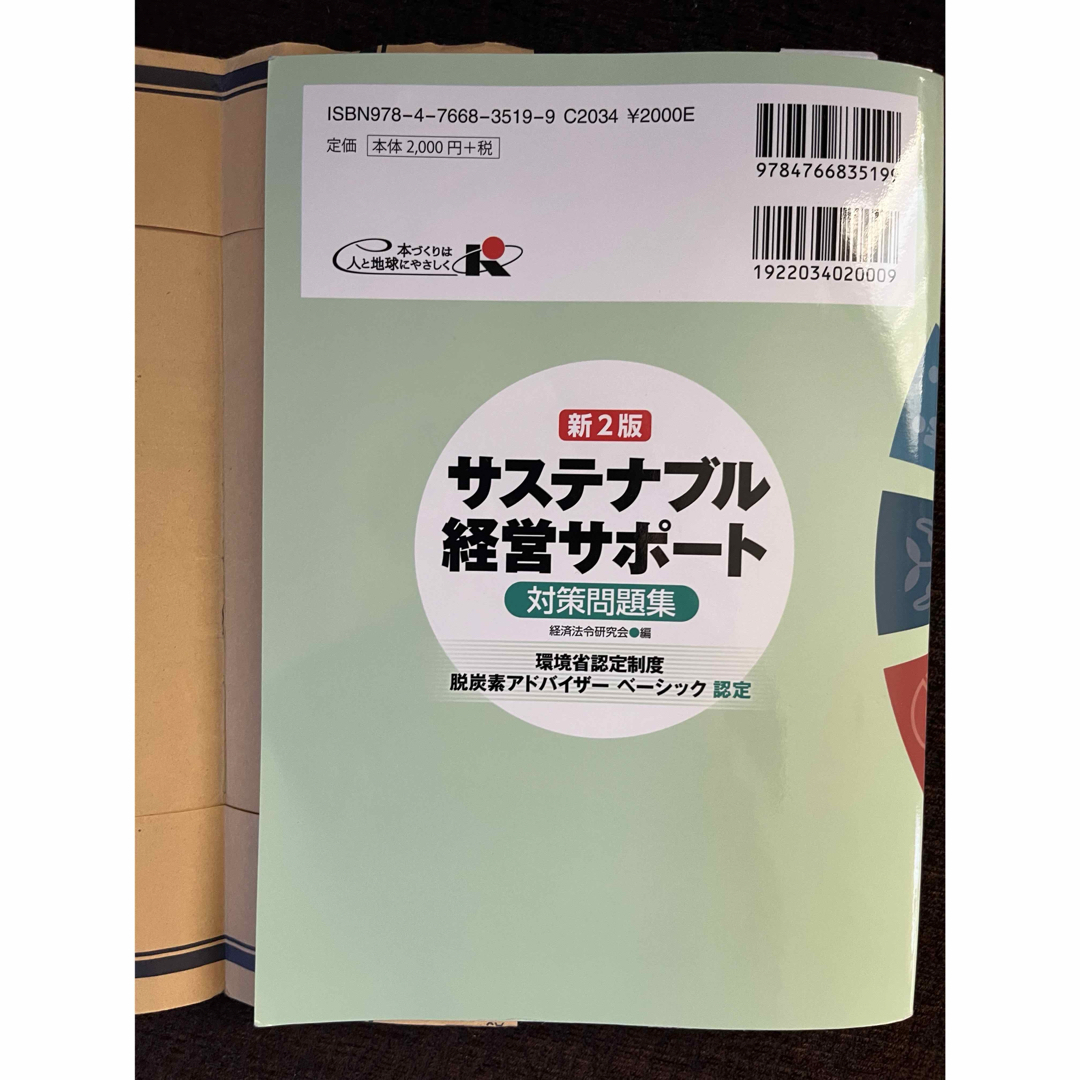 ISBN978-4-7668-3519-9 C2034 ¥2000E
定価 本体2,000円+税
9784766835199
1922034020009
本づくりは
人と地球にやさしく
新2版
サステナブル
経営サポート
対策問題集
経済法令研究会●編
環境省認定制度
脱炭素アドバイザー ベーシック 認定